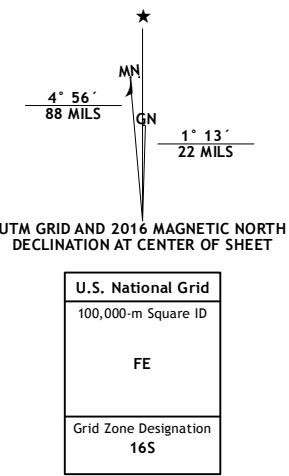 ★
MN
GN
4° 56´
88 MILS
1° 13´
22 MILS
UTM GRID AND 2016 MAGNETIC NORTH
DECLINATION AT CENTER OF SHEET
U.S. National Grid
100,000-m Square ID
FE
Grid Zone Designation
16S